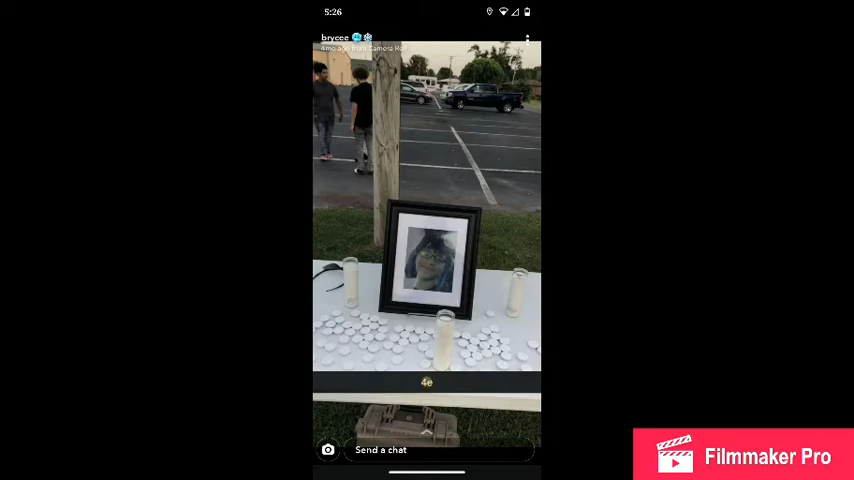 5:26
brycee 🥶❄️
4mo ago from Camera Roll
4e
Send a chat
Filmmaker Pro